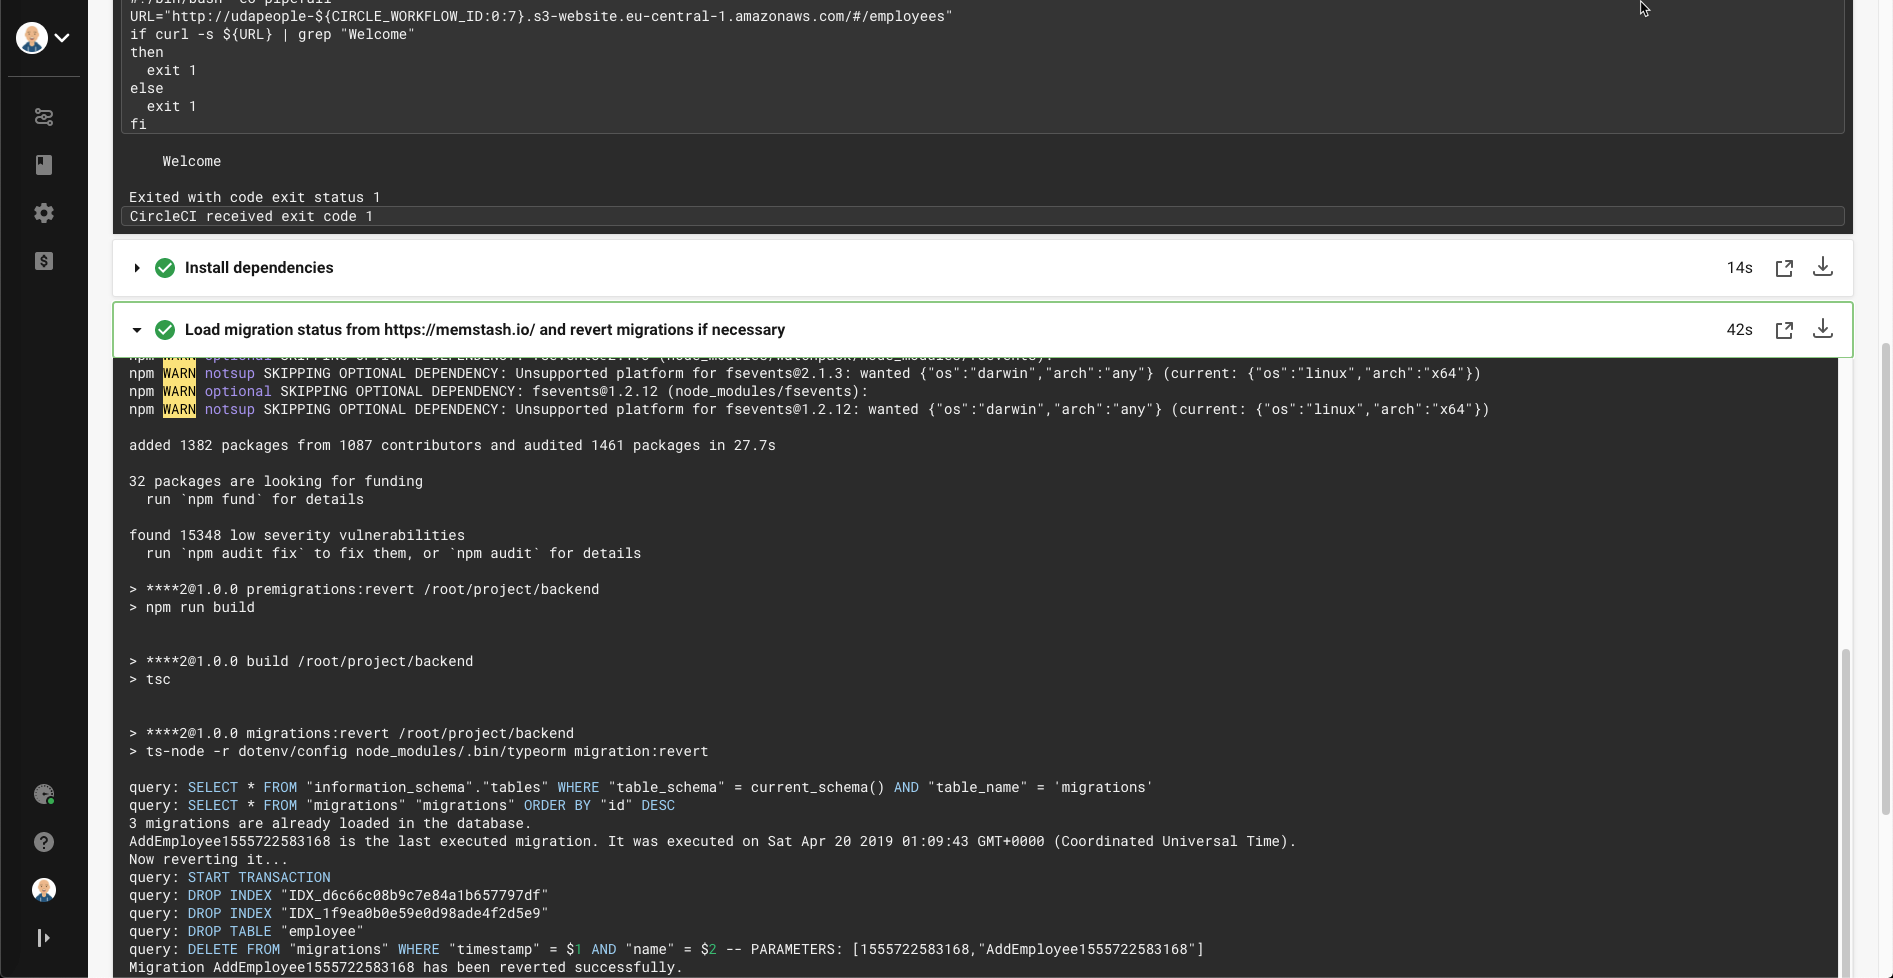 URL="http://udapeople-${CIRCLE_WORKFLOW_ID:0:7}.s3-website.eu-central-1.amazonaws.com/#/employees"
if curl -s ${URL} | grep "Welcome"
then
  exit 1
else
  exit 1
fi
Welcome
Exited with code exit status 1
CircleCI received exit code 1
Install dependencies 14s
Load migration status from https://memstash.io/ and revert migrations if necessary 42s
npm WARN optional SKIPPING OPTIONAL DEPENDENCY:
npm WARN notsup SKIPPING OPTIONAL DEPENDENCY: Unsupported platform for fsevents@2.1.3: wanted {"os":"darwin","arch":"any"} (current: {"os":"linux","arch":"x64"})
npm WARN optional SKIPPING OPTIONAL DEPENDENCY: fsevents@1.2.12 (node_modules/fsevents):
npm WARN notsup SKIPPING OPTIONAL DEPENDENCY: Unsupported platform for fsevents@1.2.12: wanted {"os":"darwin","arch":"any"} (current: {"os":"linux","arch":"x64"})
added 1382 packages from 1087 contributors and audited 1461 packages in 27.7s
32 packages are looking for funding
  run `npm fund` for details
found 15348 low severity vulnerabilities
  run `npm audit fix` to fix them, or `npm audit` for details
> ****2@1.0.0 premigrations:revert /root/project/backend
> npm run build
> ****2@1.0.0 build /root/project/backend
> tsc
> ****2@1.0.0 migrations:revert /root/project/backend
> ts-node -r dotenv/config node_modules/.bin/typeorm migration:revert
query: SELECT * FROM "information_schema"."tables" WHERE "table_schema" = current_schema() AND "table_name" = 'migrations'
query: SELECT * FROM "migrations" "migrations" ORDER BY "id" DESC
3 migrations are already loaded in the database.
AddEmployee1555722583168 is the last executed migration. It was executed on Sat Apr 20 2019 01:09:43 GMT+0000 (Coordinated Universal Time).
Now reverting it...
query: START TRANSACTION
query: DROP INDEX "IDX_d6c66c08b9c7e84a1b657797df"
query: DROP INDEX "IDX_1f9ea0b0e59e0d98ade4f2d5e9"
query: DROP TABLE "employee"
query: DELETE FROM "migrations" WHERE "timestamp" = $1 AND "name" = $2 -- PARAMETERS: [1555722583168,"AddEmployee1555722583168"]
Migration AddEmployee1555722583168 has been reverted successfully.